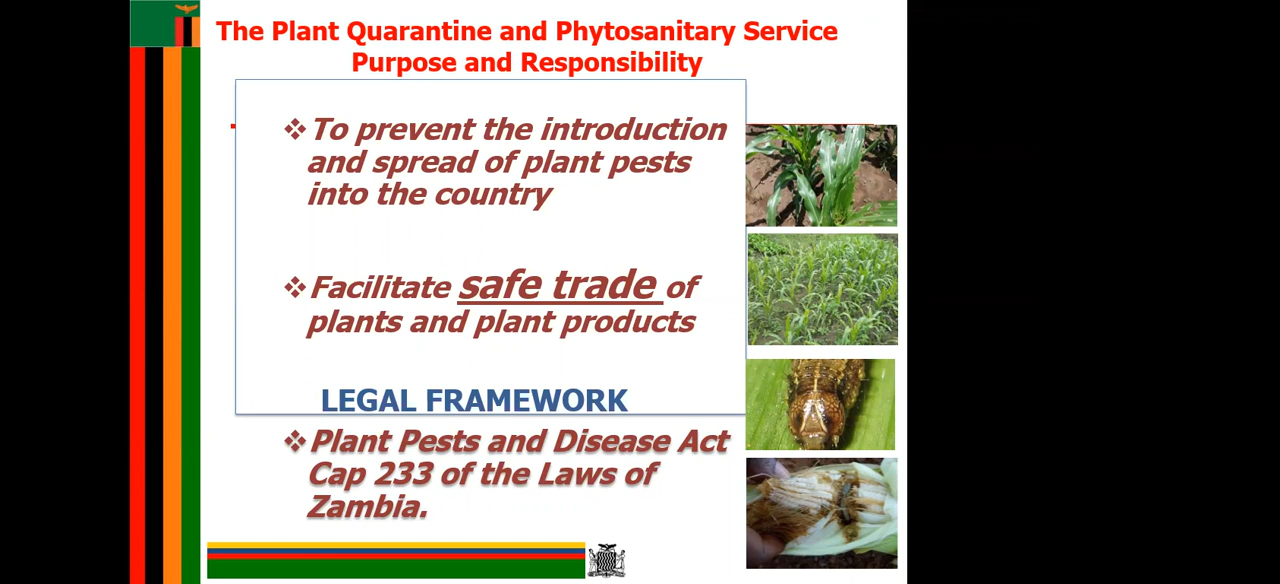 The Plant Quarantine and Phytosanitary Service
Purpose and Responsibility
❖To prevent the introduction
and spread of plant pests
into the country
❖Facilitate safe trade of
plants and plant products
LEGAL FRAMEWORK
❖Plant Pests and Disease Act
Cap 233 of the Laws of
Zambia.